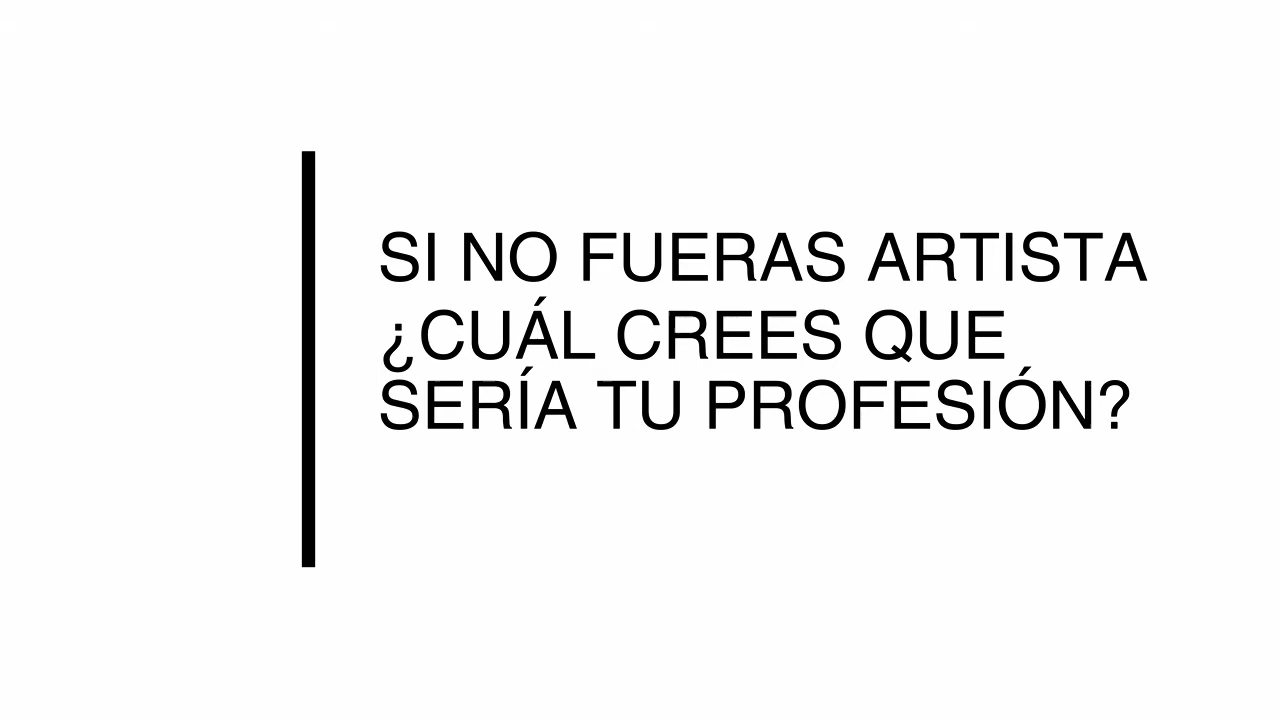 SI NO FUERAS ARTISTA
¿CUÁL CREES QUE
SERÍA TU PROFESIÓN?